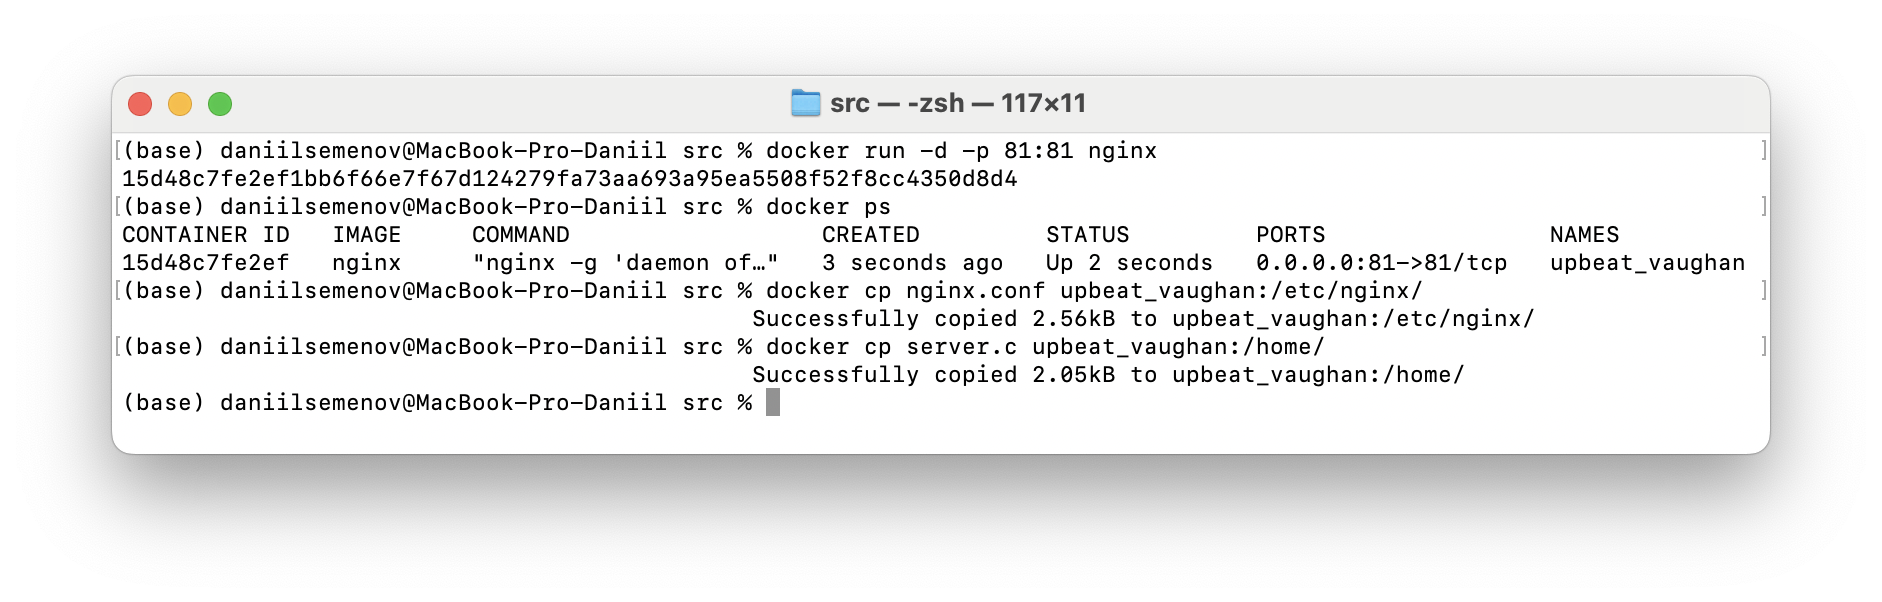 src — -zsh — 117×11
[(base) daniilsemenov@MacBook-Pro-Daniil src % docker run -d -p 81:81 nginx ]
15d48c7fe2ef1bb6f66e7f67d124279fa73aa693a95ea5508f52f8cc4350d8d4
[(base) daniilsemenov@MacBook-Pro-Daniil src % docker ps ]
CONTAINER ID   IMAGE     COMMAND                  CREATED         STATUS         PORTS                NAMES
15d48c7fe2ef   nginx     "nginx -g 'daemon of…"   3 seconds ago   Up 2 seconds   0.0.0.0:81->81/tcp   upbeat_vaughan
[(base) daniilsemenov@MacBook-Pro-Daniil src % docker cp nginx.conf upbeat_vaughan:/etc/nginx/ ]
Successfully copied 2.56kB to upbeat_vaughan:/etc/nginx/
[(base) daniilsemenov@MacBook-Pro-Daniil src % docker cp server.c upbeat_vaughan:/home/ ]
Successfully copied 2.05kB to upbeat_vaughan:/home/
(base) daniilsemenov@MacBook-Pro-Daniil src %